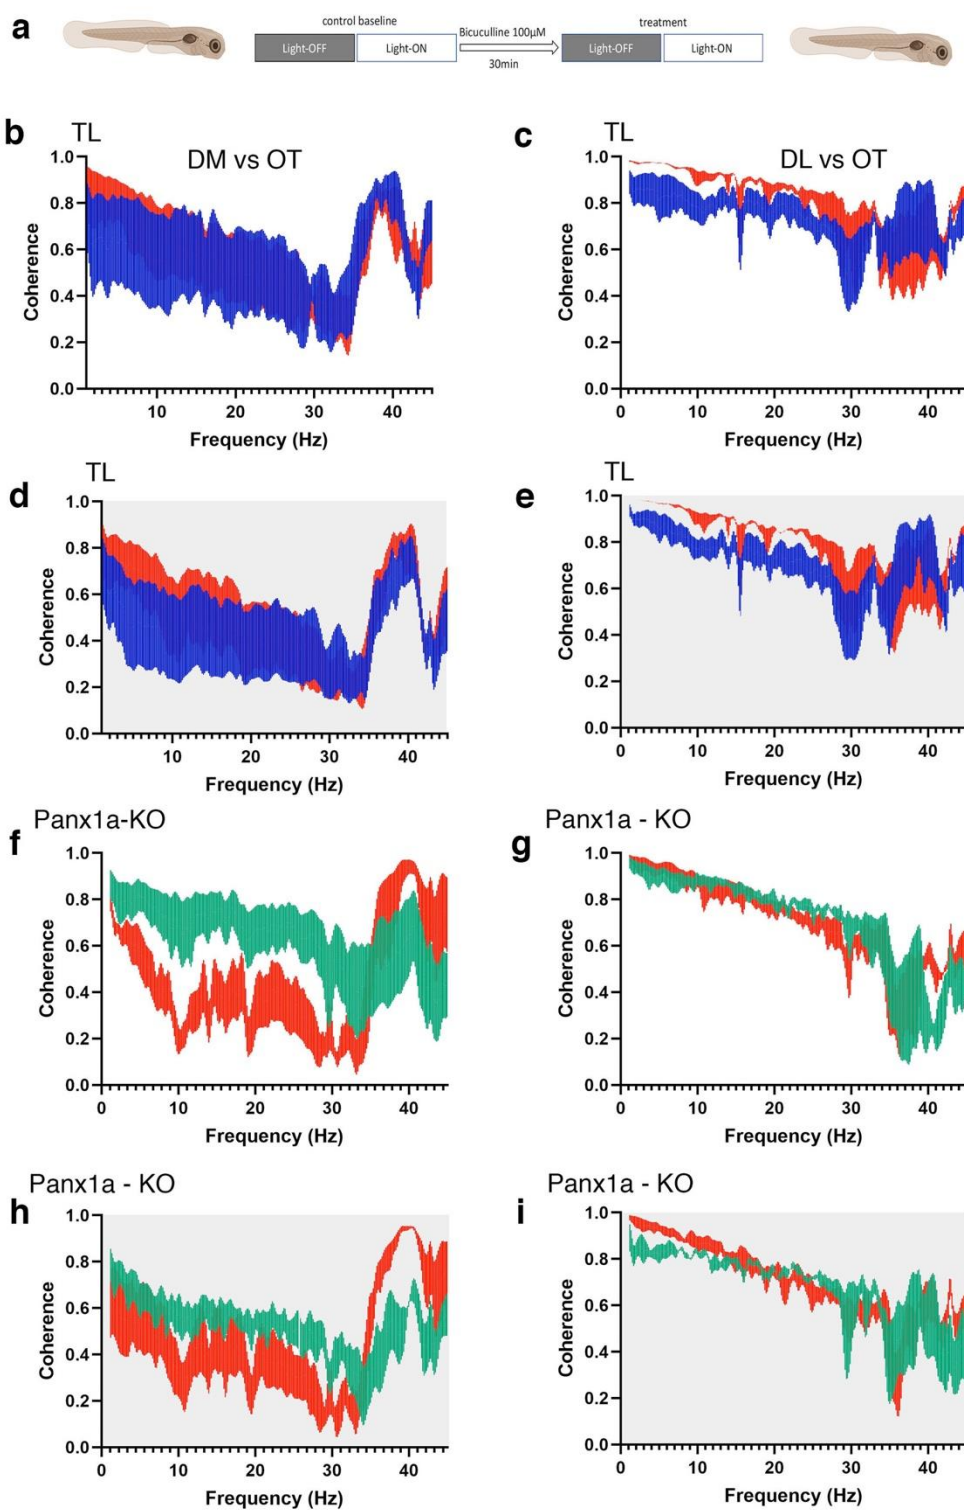 a
control baseline
Light-OFF
Light-ON
Bicuculline 100µM
30min
treatment
Light-OFF
Light-ON
b
TL
DM vs OT
Coherence
1.0
0.8
0.6
0.4
0.2
0.0
10 20 30 40
Frequency (Hz)
c
TL
DL vs OT
Coherence
1.0
0.8
0.6
0.4
0.2
0.0
0 10 20 30 40
Frequency (Hz)
d
TL
Coherence
1.0
0.8
0.6
0.4
0.2
0.0
10 20 30 40
Frequency (Hz)
e
TL
Coherence
1.0
0.8
0.6
0.4
0.2
0.0
0 10 20 30 40
Frequency (Hz)
f
Panx1a-KO
Coherence
1.0
0.8
0.6
0.4
0.2
0.0
0 10 20 30 40
Frequency (Hz)
g
Panx1a - KO
Coherence
1.0
0.8
0.6
0.4
0.2
0.0
0 10 20 30 40
Frequency (Hz)
h
Panx1a - KO
Coherence
1.0
0.8
0.6
0.4
0.2
0.0
0 10 20 30 40
Frequency (Hz)
i
Panx1a - KO
Coherence
1.0
0.8
0.6
0.4
0.2
0.0
0 10 20 30 40
Frequency (Hz)